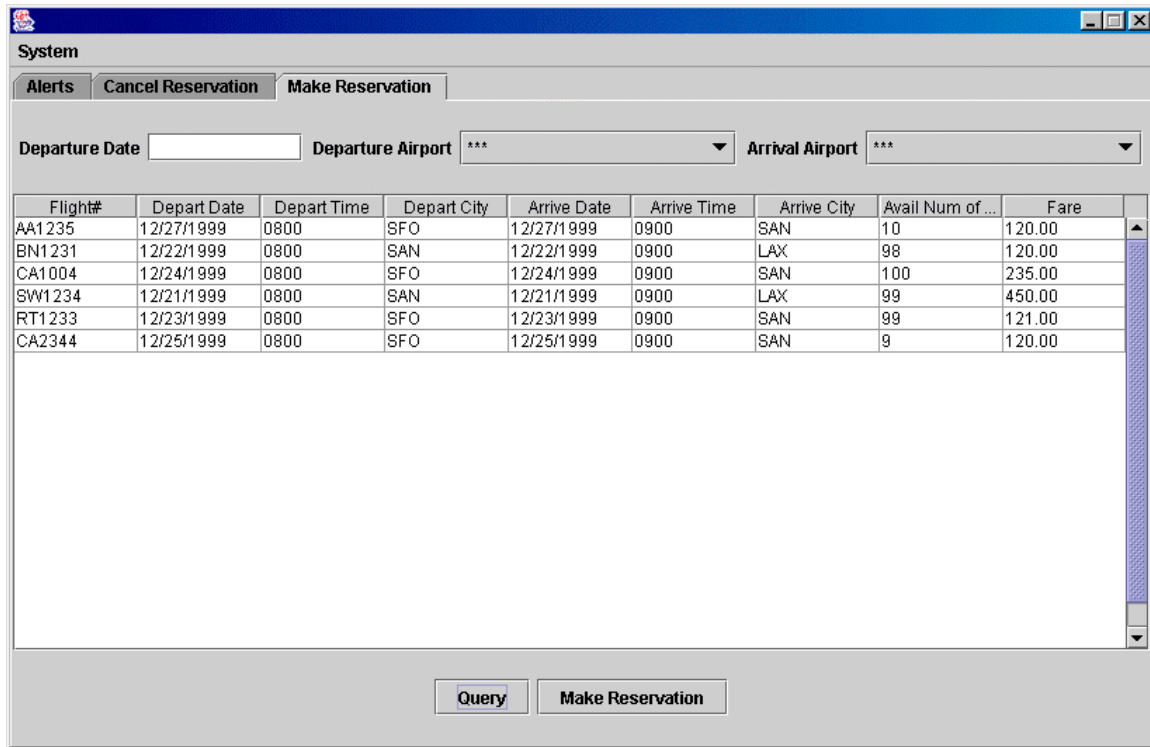 System
Alerts Cancel Reservation Make Reservation
Departure Date Departure Airport *** Arrival Airport ***
Flight# Depart Date Depart Time Depart City Arrive Date Arrive Time Arrive City Avail Num of ... Fare
AA1235 12/27/1999 0800 SFO 12/27/1999 0900 SAN 10 120.00
BN1231 12/22/1999 0800 SAN 12/22/1999 0900 LAX 98 120.00
CA1004 12/24/1999 0800 SFO 12/24/1999 0900 SAN 100 235.00
SW1234 12/21/1999 0800 SAN 12/21/1999 0900 LAX 99 450.00
RT1233 12/23/1999 0800 SFO 12/23/1999 0900 SAN 99 121.00
CA2344 12/25/1999 0800 SFO 12/25/1999 0900 SAN 9 120.00
Query Make Reservation